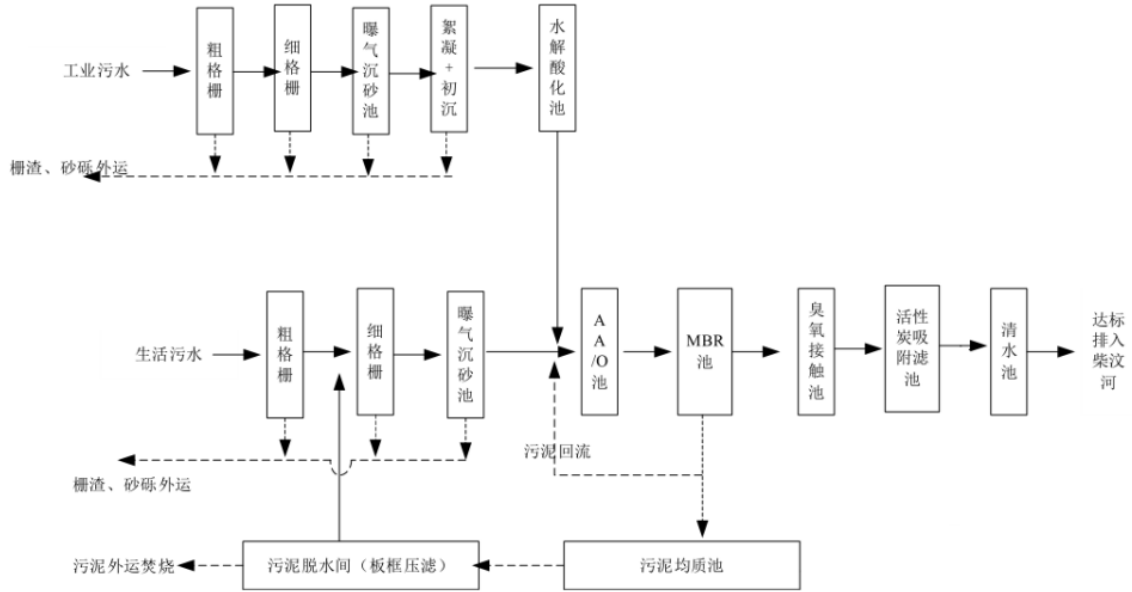 工业污水
粗格栅
细格栅
曝气沉砂池
絮凝+初沉
水解酸化池
栅渣、砂砾外运
生活污水
粗格栅
细格栅
曝气沉砂池
AA/O池
MBR
池
臭氧接触池
活性
炭吸
附滤
池
清水池
达标
排入
柴汶
河
污泥回流
栅渣、砂砾外运
污泥外运焚烧
污泥脱水间（板框压滤）
污泥均质池